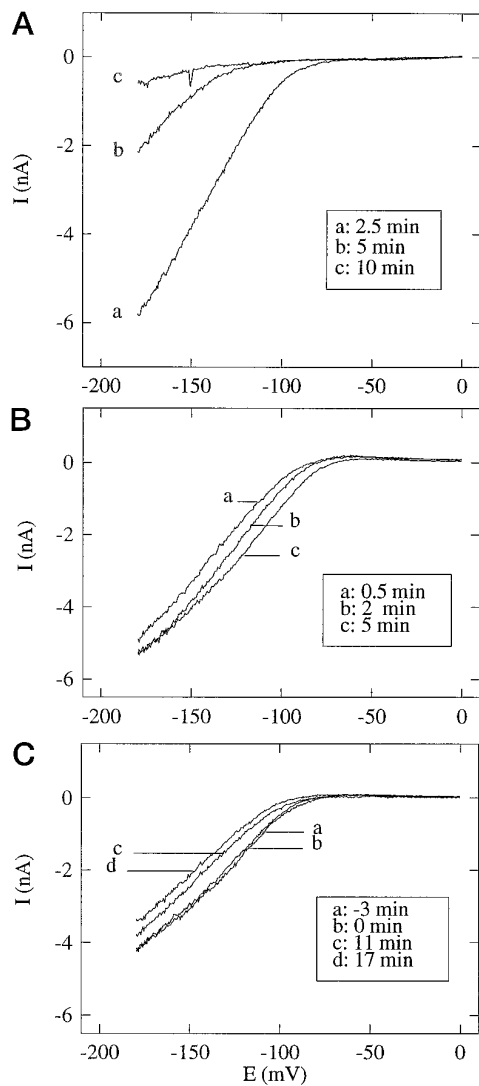 A
0
-2
-4
-6
I (nA)
c
b
a
a: 2.5 min
b: 5 min
c: 10 min
-200 -150 -100 -50 0
B
0
-2
-4
-6
I (nA)
a
b
c
a: 0.5 min
b: 2 min
c: 5 min
-200 -150 -100 -50 0
C
0
-2
-4
-6
I (nA)
a
b
c
d
a: -3 min
b: 0 min
c: 11 min
d: 17 min
-200 -150 -100 -50 0
E (mV)